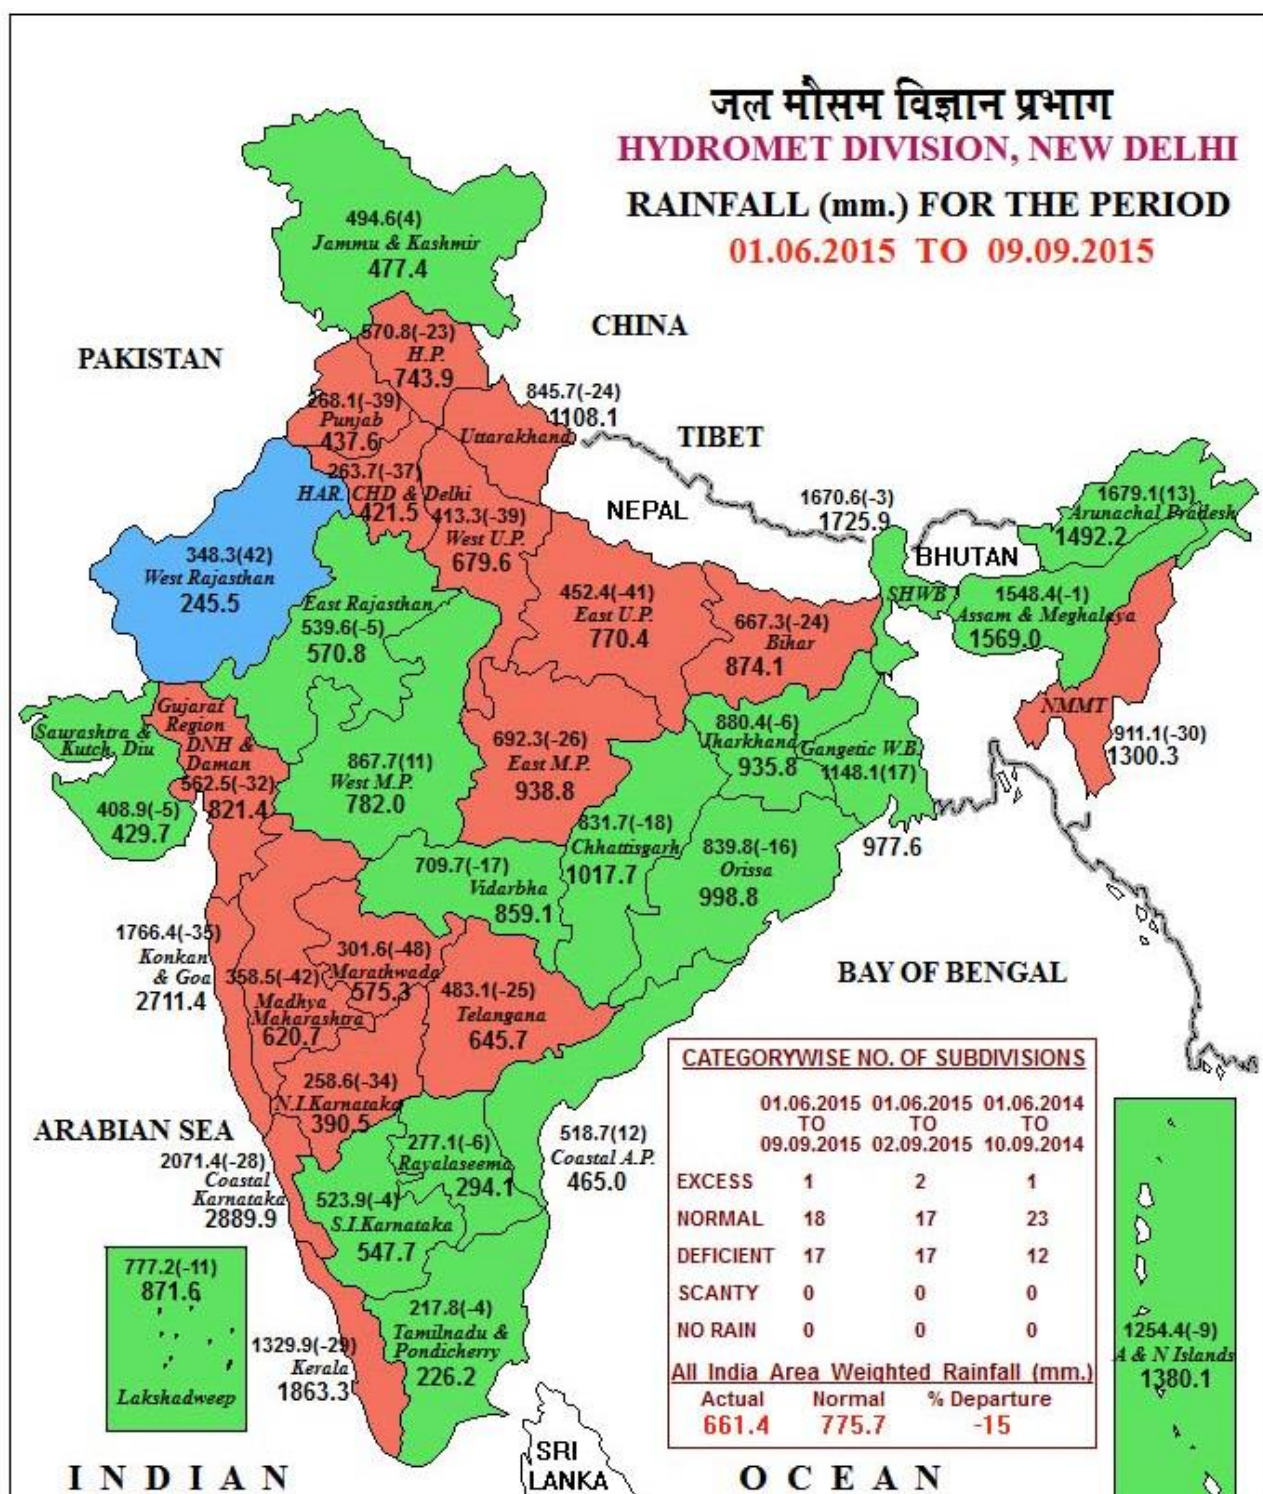 जल मौसम विज्ञान प्रभाग
HYDROMET DIVISION, NEW DELHI
RAINFALL (mm.) FOR THE PERIOD
01.06.2015 TO 09.09.2015
494.6(4)
Jammu & Kashmir
477.4
CHINA
PAKISTAN
570.8(-23)
H.P.
743.9
845.7(-24)
1108.1
Uttarakhand
TIBET
268.1(-39)
Punjab
437.6
263.7(-37)
HAR. CHD & Delhi
421.5
413.3(-39)
West U.P.
679.6
NEPAL
1670.6(-3)
1725.9
SHWB
BHUTAN
1679.1(13)
Arunachal Pradesh
1492.2
348.3(42)
West Rajasthan
245.5
East Rajasthan
539.6(-5)
570.8
452.4(-41)
East U.P.
770.4
667.3(-24)
Bihar
874.1
1548.4(-1)
Assam & Meghalaya
1569.0
NMMT
911.1(-30)
1300.3
Saurashtra &
Kutch, Diu
408.9(-5)
429.7
Gujarat
Region
DNH &
Daman
562.5(-32)
821.4
867.7(11)
West M.P.
782.0
692.3(-26)
East M.P.
938.8
880.4(-6)
Jharkhand
935.8
Gangetic W.B.
1148.1(17)
977.6
831.7(-18)
Chhattisgarh
1017.7
839.8(-16)
Orissa
998.8
709.7(-17)
Vidarbha
859.1
1766.4(-35)
Konkan
& Goa
2711.4
358.5(-42)
Madhya
Maharashtra
620.7
301.6(-48)
Marathwada
575.3
483.1(-25)
Telangana
645.7
BAY OF BENGAL
258.6(-34)
N.I.Karnataka
390.5
ARABIAN SEA
2071.4(-28)
Coastal
Karnataka
2889.9
277.1(-6)
Rayalaseema
294.1
518.7(12)
Coastal A.P.
465.0
523.9(-4)
S.I.Karnataka
547.7
777.2(-11)
871.6
Lakshadweep
1329.9(-29)
Kerala
1863.3
217.8(-4)
Tamilnadu &
Pondicherry
226.2
CATEGORYWISE NO. OF SUBDIVISIONS
01.06.2015 01.06.2015 01.06.2014
TO TO TO
09.09.2015 02.09.2015 10.09.2014
EXCESS 1 2 1
NORMAL 18 17 23
DEFICIENT 17 17 12
SCANTY 0 0 0
NO RAIN 0 0 0
All India Area Weighted Rainfall (mm.)
Actual Normal % Departure
661.4 775.7 -15
1254.4(-9)
A & N Islands
1380.1
SRI
LANKA
INDIAN OCEAN